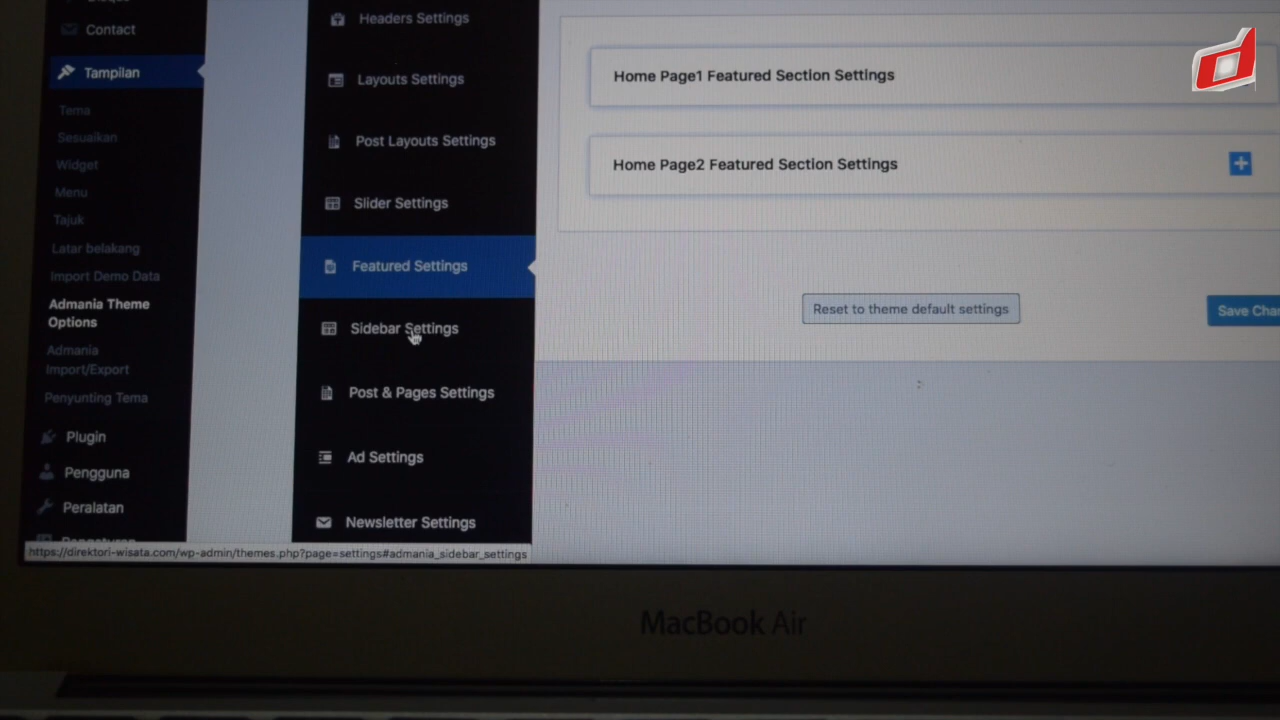 Contact
Tampilan
Tema
Sesuaikan
Widget
Menu
Tajuk
Latar belakang
Import Demo Data
Admania Theme
Options
Admania
Import/Export
Penyunting Tema
Plugin
Pengguna
Peralatan
Headers Settings
Layouts Settings
Post Layouts Settings
Slider Settings
Featured Settings
Sidebar Settings
Post & Pages Settings
Ad Settings
Newsletter Settings
Home Page1 Featured Section Settings
Home Page2 Featured Section Settings
Reset to theme default settings
Save Cha
https://direktori-wisata.com/wp-admin/themes.php?page=settings#admania_sidebar_settings
MacBook Air